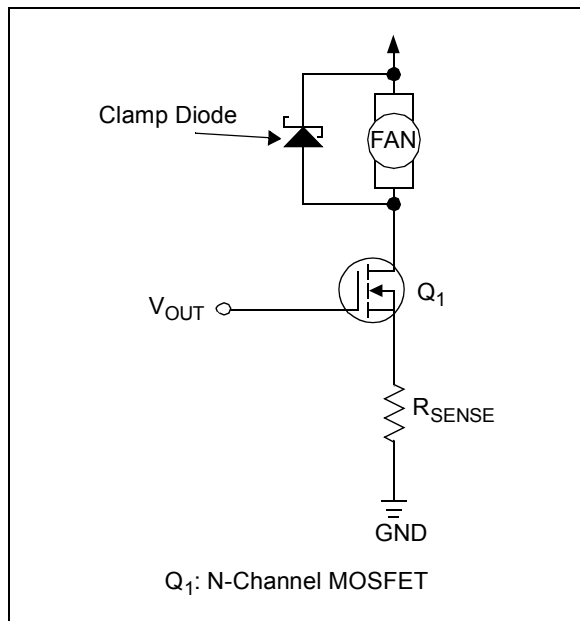 Clamp Diode
FAN
Q1
VOUT
RSENSE
GND
Q1: N-Channel MOSFET